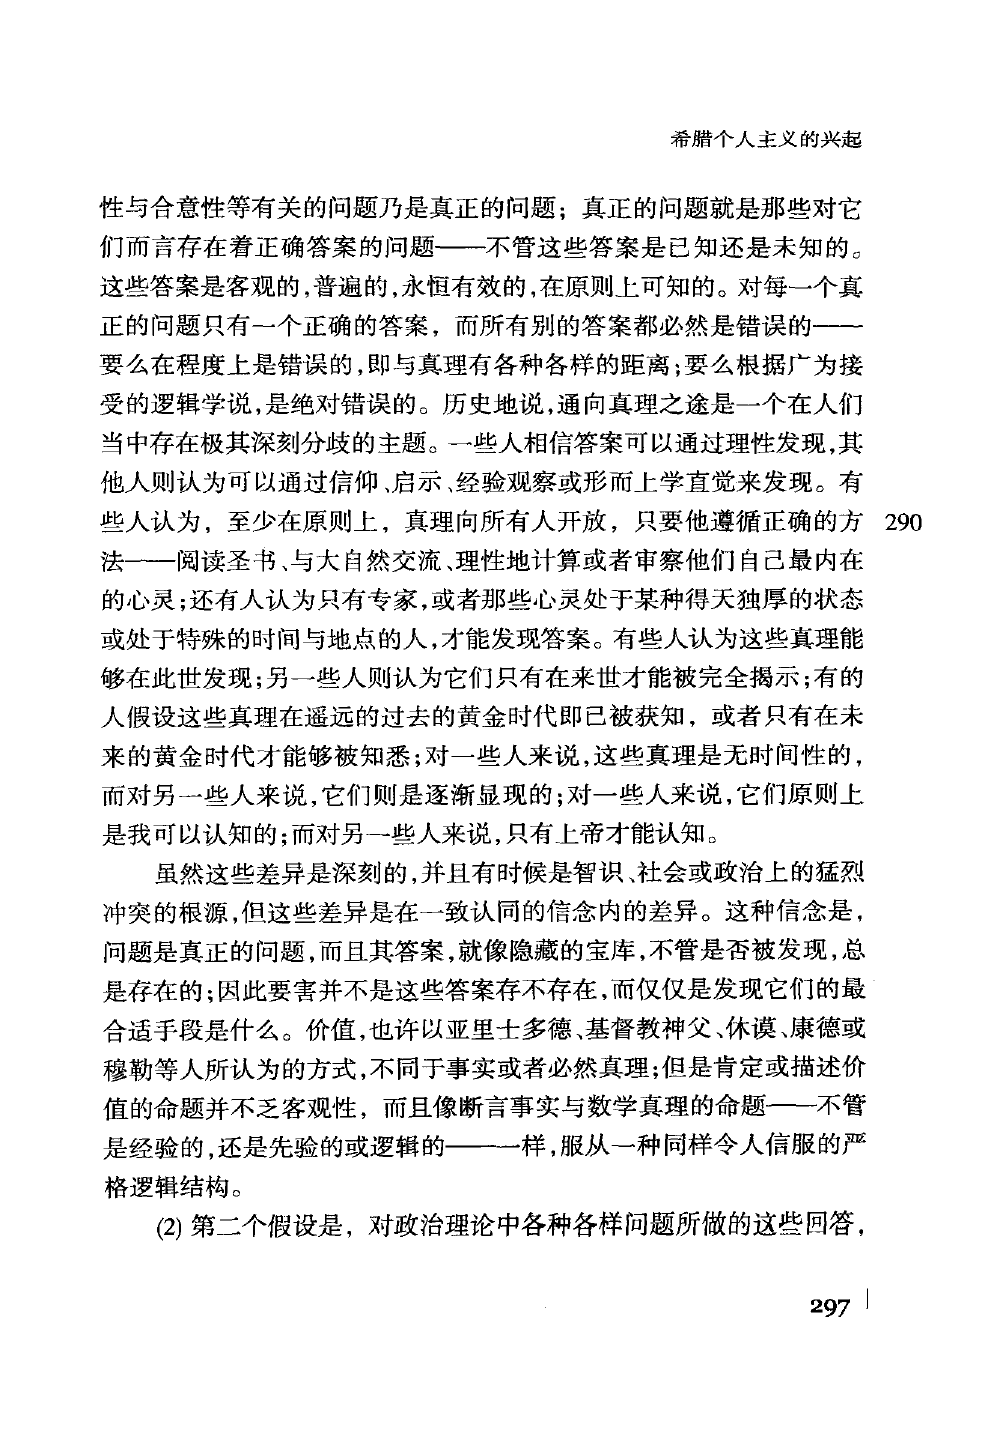 希腊个人主义的兴起
性与合意性等有关的问题乃是真正的问题；真正的问题就是那些对它
们而言存在着正确答案的问题——不管这些答案是已知还是未知的。
这些答案是客观的，普遍的，永恒有效的，在原则上可知的。对每一个真
正的问题只有一个正确的答案，而所有别的答案都必然是错误的——
要么在程度上是错误的，即与真理有各种各样的距离；要么根据广为接
受的逻辑学说，是绝对错误的。历史地说，通向真理之途是一个在人们
当中存在极其深刻分歧的主题。一些人相信答案可以通过理性发现，其
他人则认为可以通过信仰、启示、经验观察或形而上学直觉来发现。有
些人认为，至少在原则上，真理向所有人开放，只要他遵循正确的方 290
法——阅读圣书、与大自然交流、理性地计算或者审察他们自己最内在
的心灵；还有人认为只有专家，或者那些心灵处于某种得天独厚的状态
或处于特殊的时间与地点的人，才能发现答案。有些人认为这些真理能
够在此世发现；另一些人则认为它们只有在来世才能被完全揭示；有的
人假设这些真理在遥远的过去的黄金时代即已被获知，或者只有在未
来的黄金时代才能够被知悉；对一些人来说，这些真理是无时间性的，
而对另一些人来说，它们则是逐渐显现的；对一些人来说，它们原则上
是我可以认知的；而对另一些人来说，只有上帝才能认知。
虽然这些差异是深刻的，并且有时候是智识、社会或政治上的猛烈
冲突的根源，但这些差异是在一致认同的信念内的差异。这种信念是，
问题是真正的问题，而且其答案，就像隐藏的宝库，不管是否被发现，总
是存在的；因此要害并不是这些答案存不存在，而仅仅是发现它们的最
合适手段是什么。价值，也许以亚里士多德、基督教神父、休谟、康德或
穆勒等人所认为的方式，不同于事实或者必然真理；但是肯定或描述价
值的命题并不乏客观性，而且像断言事实与数学真理的命题——不管
是经验的，还是先验的或逻辑的——一样，服从一种同样令人信服的严
格逻辑结构。
(2) 第二个假设是，对政治理论中各种各样问题所做的这些回答，
297